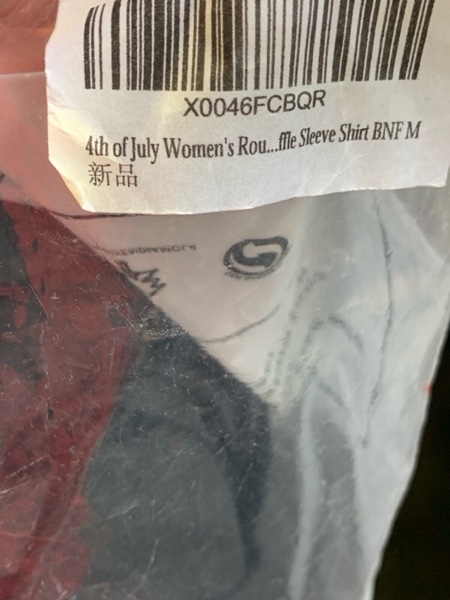 X0046FCBQR
4th of July Women's Rou...ffle Sleeve Shirt BNF M
新品